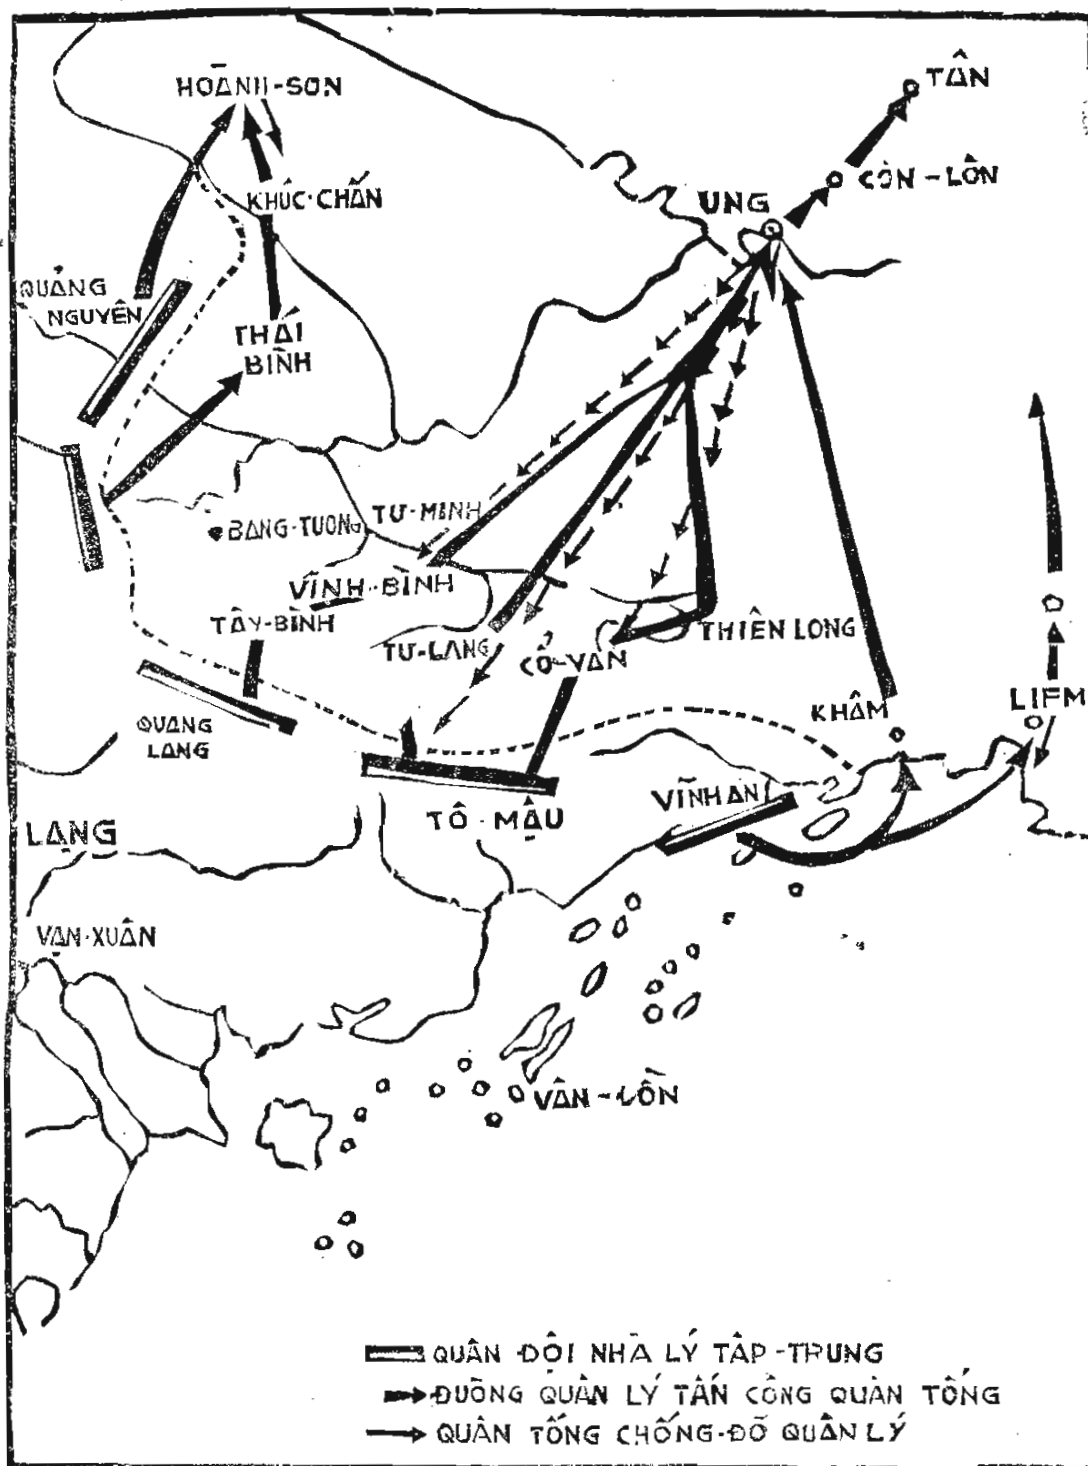 TÂN
HOÀNH-SƠN
CÔN-LÔN
KHÚC-CHẤN
UNG
QUẢNG
NGUYÊN
THÁI
BÌNH
BẰNG-TƯỜNG
TƯ-MINH
VĨNH-BÌNH
TÂY-BÌNH
THIÊN LONG
TƯ-LANG
CỔ-VẠN
LIÊM
KHÂM
QUANG
LANG
VĨNH AN
TÔ-MẬU
LẠNG
VẠN-XUÂN
VÂN-ĐỒN
QUÂN ĐỘI NHÀ LÝ TẬP-TRUNG
ĐƯỜNG QUÂN LÝ TẤN CÔNG QUÂN TỐNG
QUÂN TỐNG CHỐNG-ĐỠ QUÂN LÝ